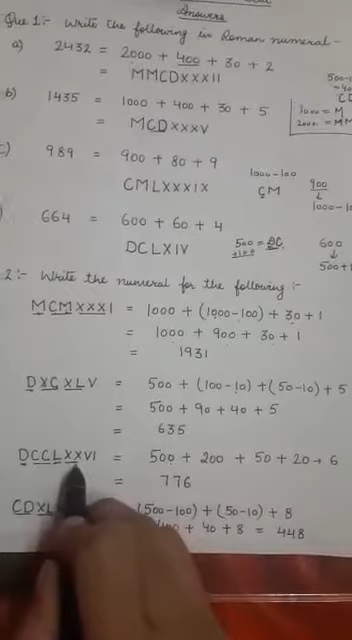 Answers
Que 1:- Write the following in Roman numeral -
a) 2432 = 2000 + 400 + 30 + 2
= MMCDXXXII
b) 1435 = 1000 + 400 + 30 + 5
= MCDXXXV
1000 = M
2000 = MM
c) 989 = 900 + 80 + 9
CMLXXXIX
1000-100
CM
900
↓
1000-10
) 664 = 600 + 60 + 4
DCLXIV
500 =
600
↓
500+1
2:- Write the numeral for the following :-
MCMXXXI = 1000 + (1000-100) + 30 + 1
= 1000 + 900 + 30 + 1
= 1931
DXCXLV = 500 + (100-10) + (50-10) + 5
= 500 + 90 + 40 + 5
= 635
DCCLXXVI = 500 + 200 + 50 + 20 + 6
= 776
CDXL (500-100) + (50-10) + 8
400 + 40 + 8 = 448